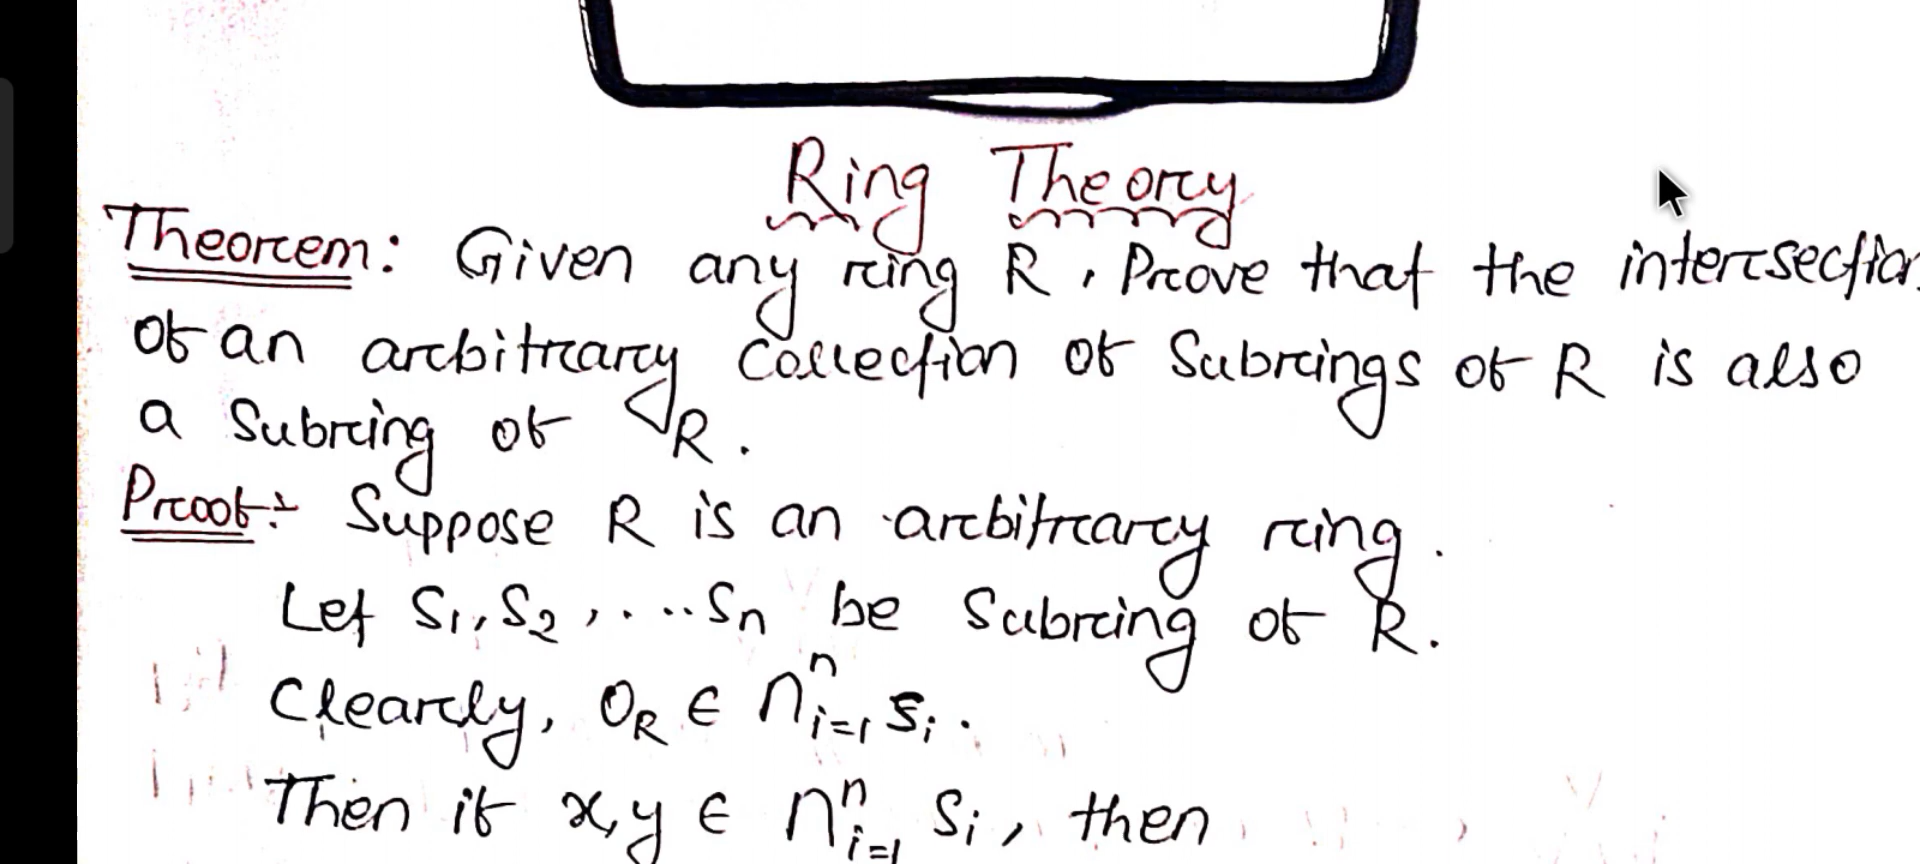 Ring Theory
Theorem: Given any ring R, Prove that the intersection
of an arbitrary Collection of Subrings of R is also
a Subring of R.
Proof:- Suppose R is an arbitrary ring.
Let S₁, S₂, .... Sn be Subring of R.
Clearly, 0_R ∈ ∩ⁿᵢ₌₁ Sᵢ.
Then if x, y ∈ ∩ⁿᵢ₌₁ Sᵢ, then